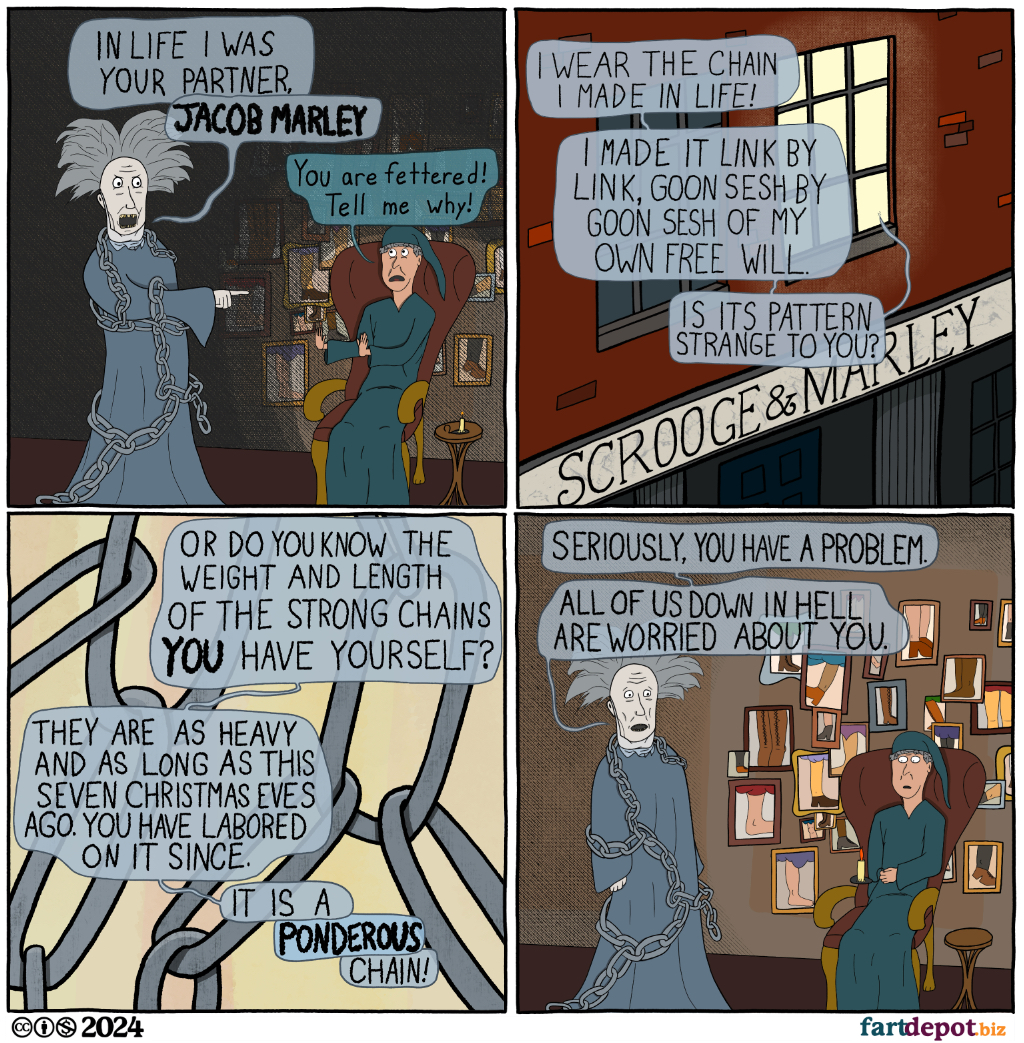 IN LIFE I WAS
YOUR PARTNER,
JACOB MARLEY
You are fettered!
Tell me why!
I WEAR THE CHAIN
I MADE IN LIFE!
I MADE IT LINK BY
LINK, GOON SESH BY
GOON SESH OF MY
OWN FREE WILL.
IS ITS PATTERN
STRANGE TO YOU?
SCROOGE & MARLEY
OR DO YOU KNOW THE
WEIGHT AND LENGTH
OF THE STRONG CHAINS
YOU HAVE YOURSELF?
THEY ARE AS HEAVY
AND AS LONG AS THIS
SEVEN CHRISTMAS EVES
AGO. YOU HAVE LABORED
ON IT SINCE.
IT IS A
PONDEROUS
CHAIN!
SERIOUSLY, YOU HAVE A PROBLEM.
ALL OF US DOWN IN HELL
ARE WORRIED ABOUT YOU.
2024
fartdepot.biz